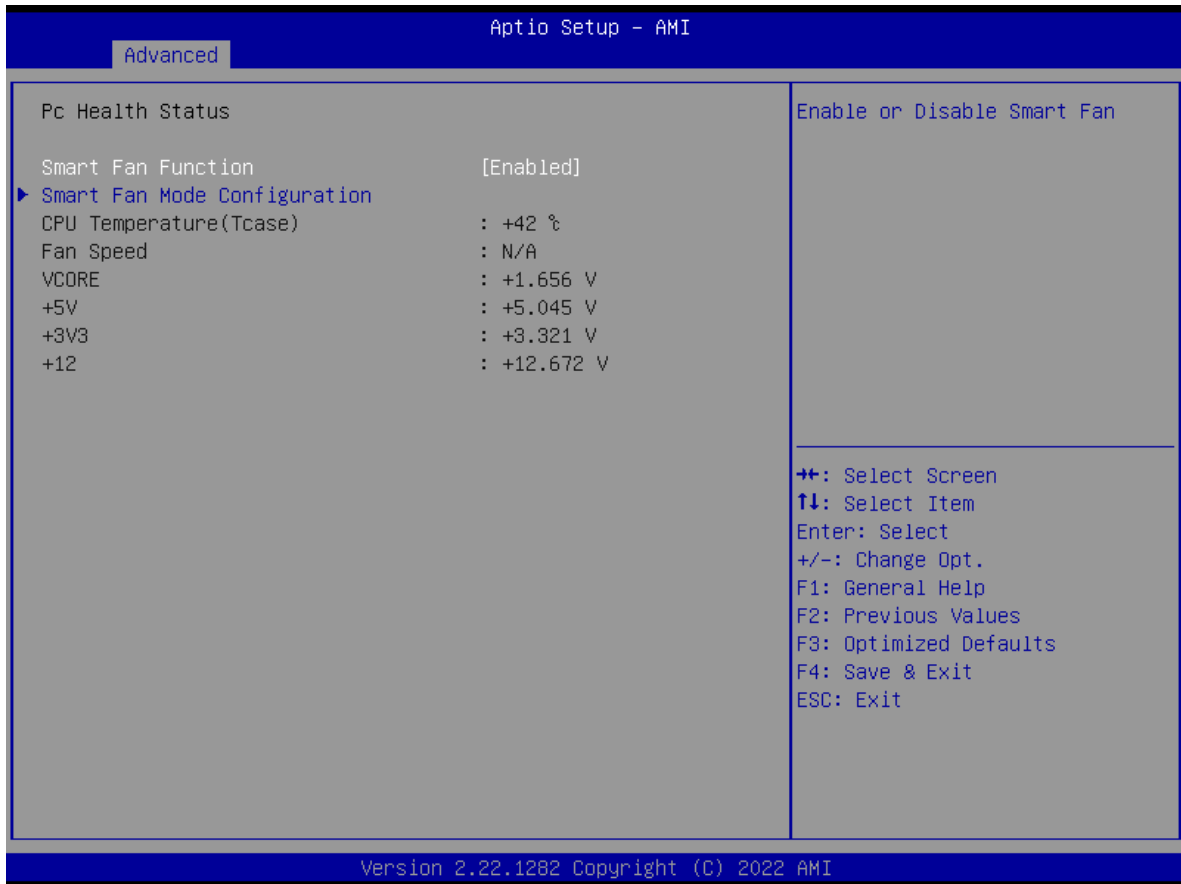 Aptio Setup – AMI
Advanced
Pc Health Status
Smart Fan Function [Enabled]
▶ Smart Fan Mode Configuration
CPU Temperature(Tcase) : +42 ℃
Fan Speed : N/A
VCORE : +1.656 V
+5V : +5.045 V
+3V3 : +3.321 V
+12 : +12.672 V
Enable or Disable Smart Fan
→←: Select Screen
↑↓: Select Item
Enter: Select
+/-: Change Opt.
F1: General Help
F2: Previous Values
F3: Optimized Defaults
F4: Save & Exit
ESC: Exit
Version 2.22.1282 Copyright (C) 2022 AMI